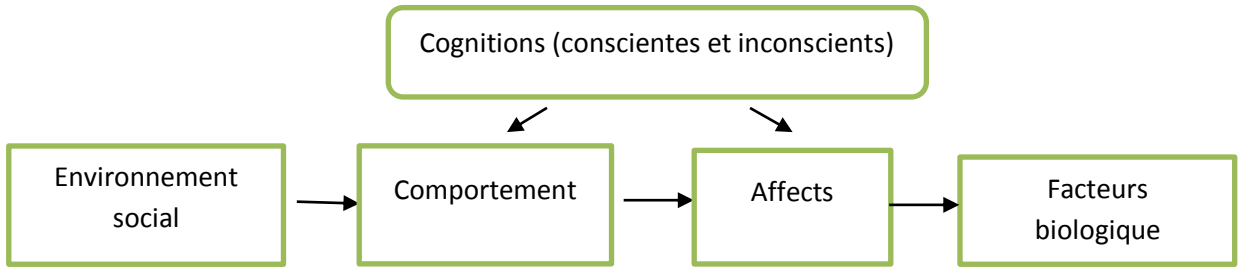 Cognitions (conscientes et inconscients)
Environnement
social
Comportement
Affects
Facteurs
biologique